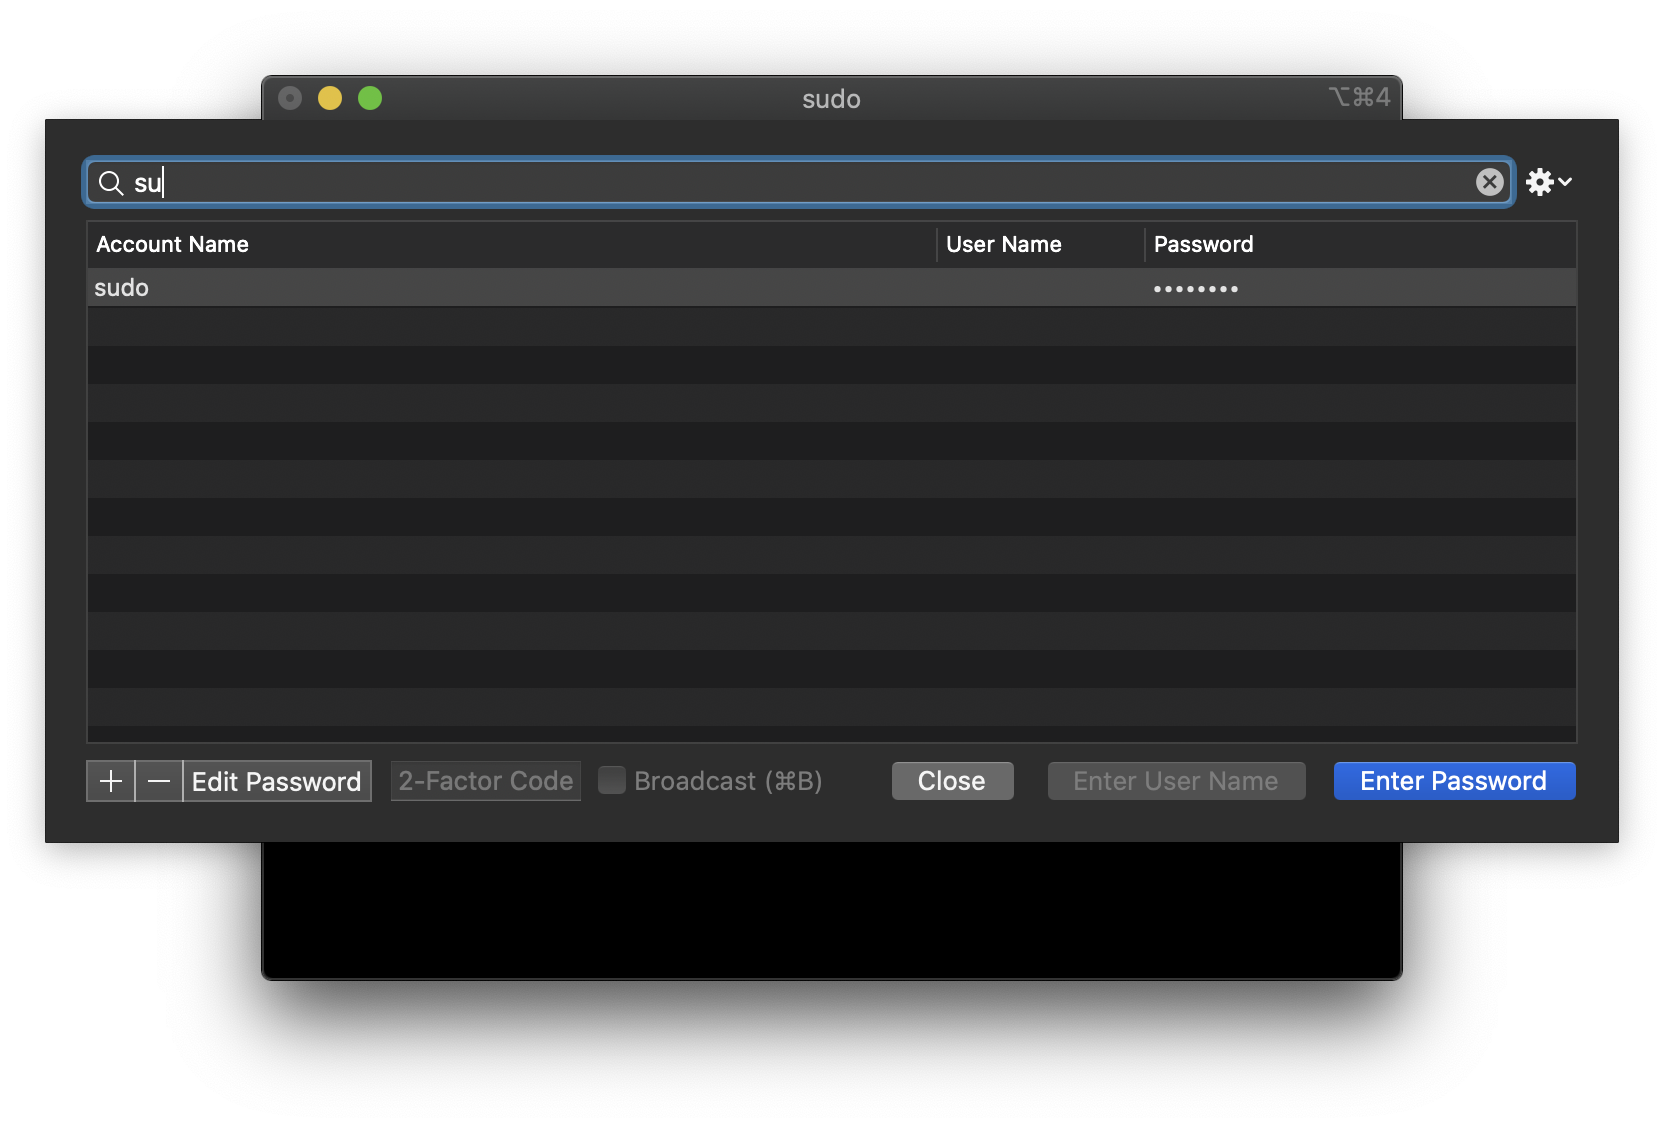 sudo ⌥⌘4
su
Account Name User Name Password
sudo ••••••••
+ — Edit Password 2-Factor Code Broadcast (⌘B) Close Enter User Name Enter Password